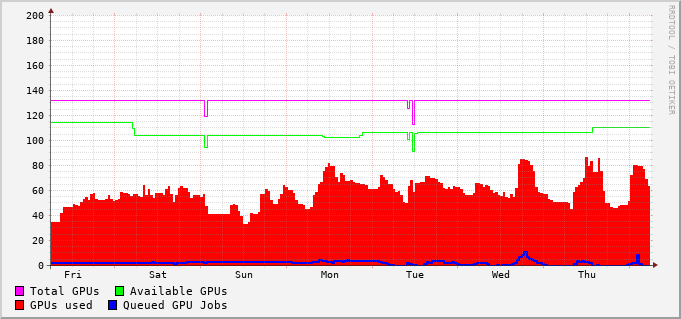 200
180
160
140
120
100
80
60
40
20
0
Fri Sat Sun Mon Tue Wed Thu
Total GPUs Available GPUs
GPUs used Queued GPU Jobs
RRDTOOL / TOBI OETIKER